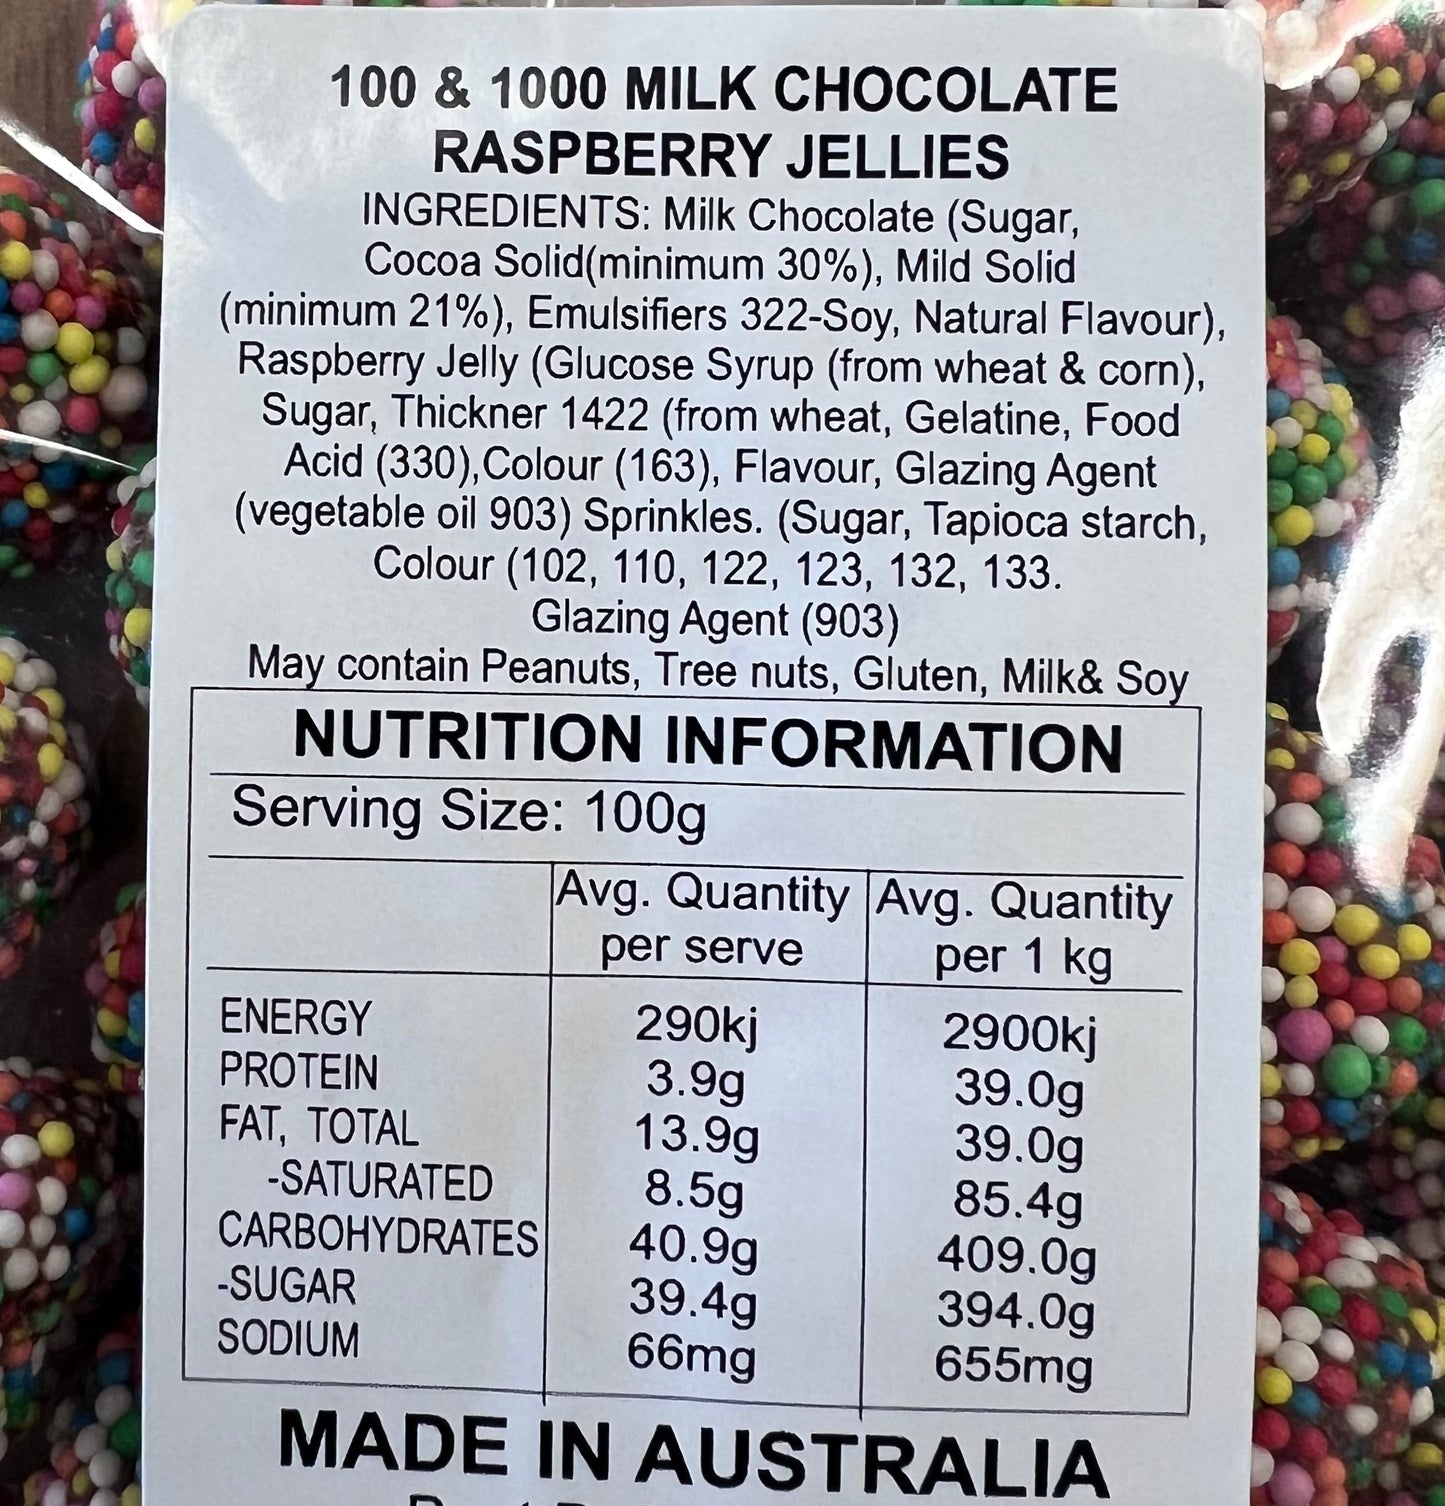 100 & 1000 MILK CHOCOLATE
RASPBERRY JELLIES
INGREDIENTS: Milk Chocolate (Sugar,
Cocoa Solid(minimum 30%), Mild Solid
(minimum 21%), Emulsifiers 322-Soy, Natural Flavour),
Raspberry Jelly (Glucose Syrup (from wheat & corn),
Sugar, Thickner 1422 (from wheat, Gelatine, Food
Acid (330),Colour (163), Flavour, Glazing Agent
(vegetable oil 903) Sprinkles. (Sugar, Tapioca starch,
Colour (102, 110, 122, 123, 132, 133.
Glazing Agent (903)
May contain Peanuts, Tree nuts, Gluten, Milk& Soy
NUTRITION INFORMATION
Serving Size: 100g
Avg. Quantity per serve Avg. Quantity per 1 kg
ENERGY 290kj 2900kj
PROTEIN 3.9g 39.0g
FAT, TOTAL 13.9g 39.0g
-SATURATED 8.5g 85.4g
CARBOHYDRATES 40.9g 409.0g
-SUGAR 39.4g 394.0g
SODIUM 66mg 655mg
MADE IN AUSTRALIA